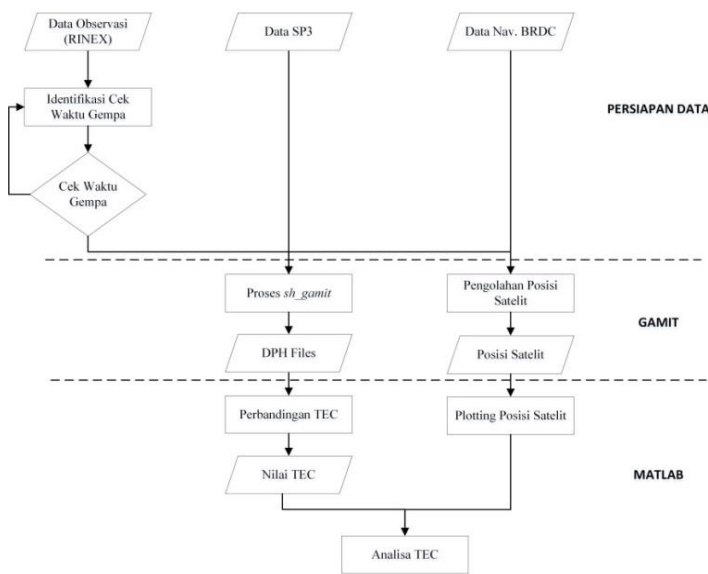 Data Observasi
(RINEX)
Data SP3
Data Nav. BRDC
Identifikasi Cek
Waktu Gempa
PERSIAPAN DATA
Cek Waktu
Gempa
Proses sh_gamit
Pengolahan Posisi
Satelit
GAMIT
DPH Files
Posisi Satelit
Perbandingan TEC
Plotting Posisi Satelit
Nilai TEC
MATLAB
Analisa TEC